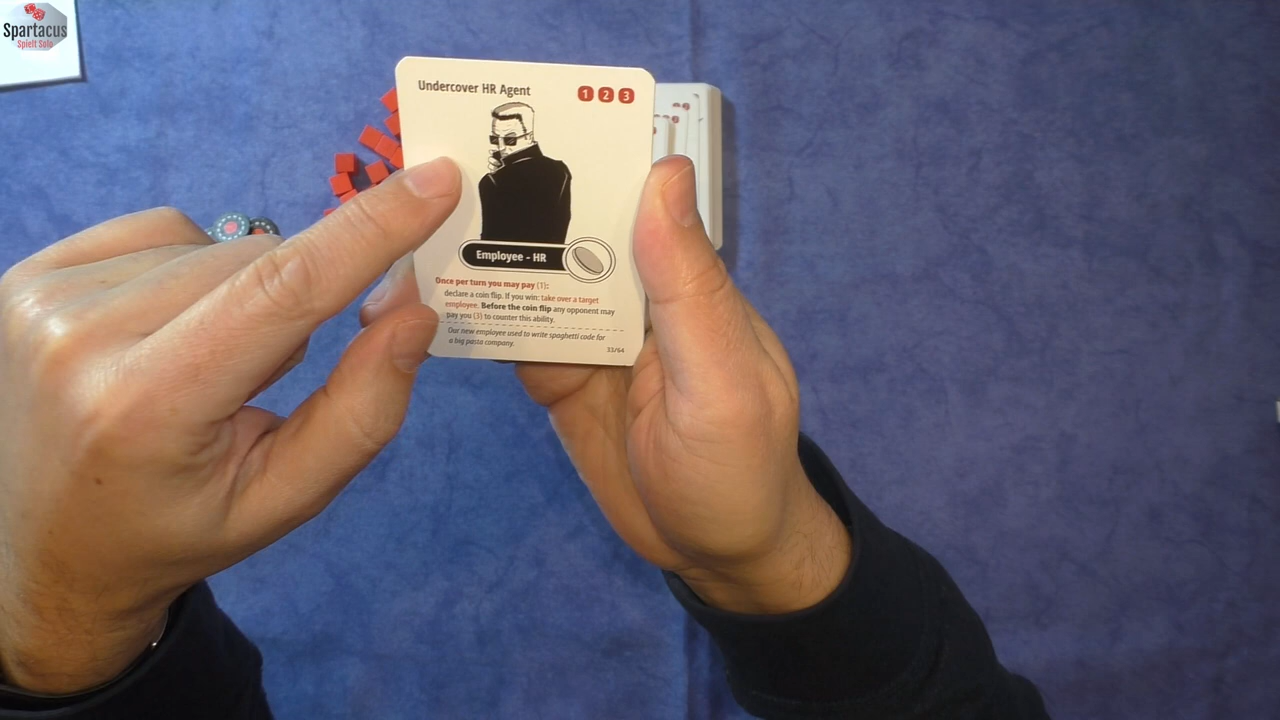 Spartacus
Spielt Solo
Undercover HR Agent
1 2 3
Employee - HR
Once per turn you may pay (1):
declare a coin flip. If you win: take over a target
employee. Before the coin flip any opponent may
pay you (3) to counter this ability.
Our new employee used to write spaghetti code for
a big pasta company.
33/64